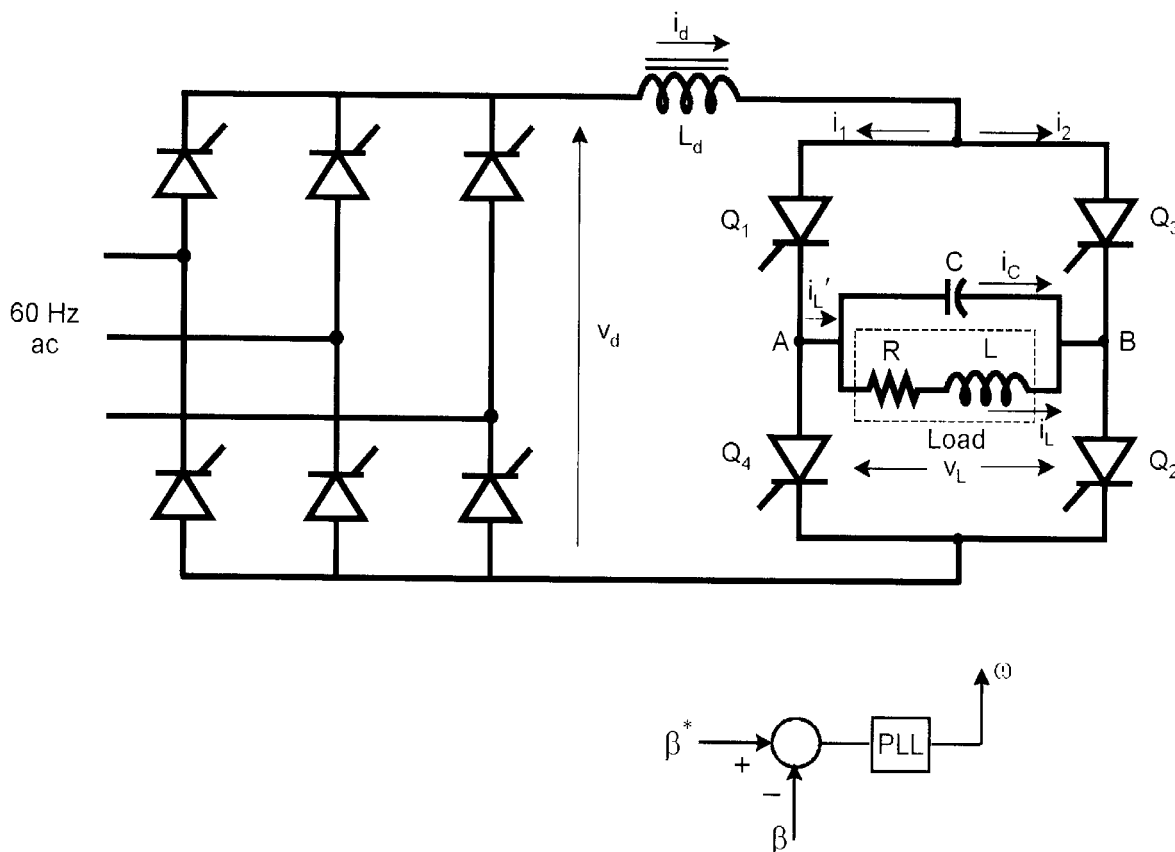 i_d
L_d
i_1
i_2
Q_1
Q_3
C
i_C
i_L'
60 Hz
ac
v_d
A
R
L
B
i_L
Load
v_L
Q_4
Q_2
ω
β*
+
PLL
−
β